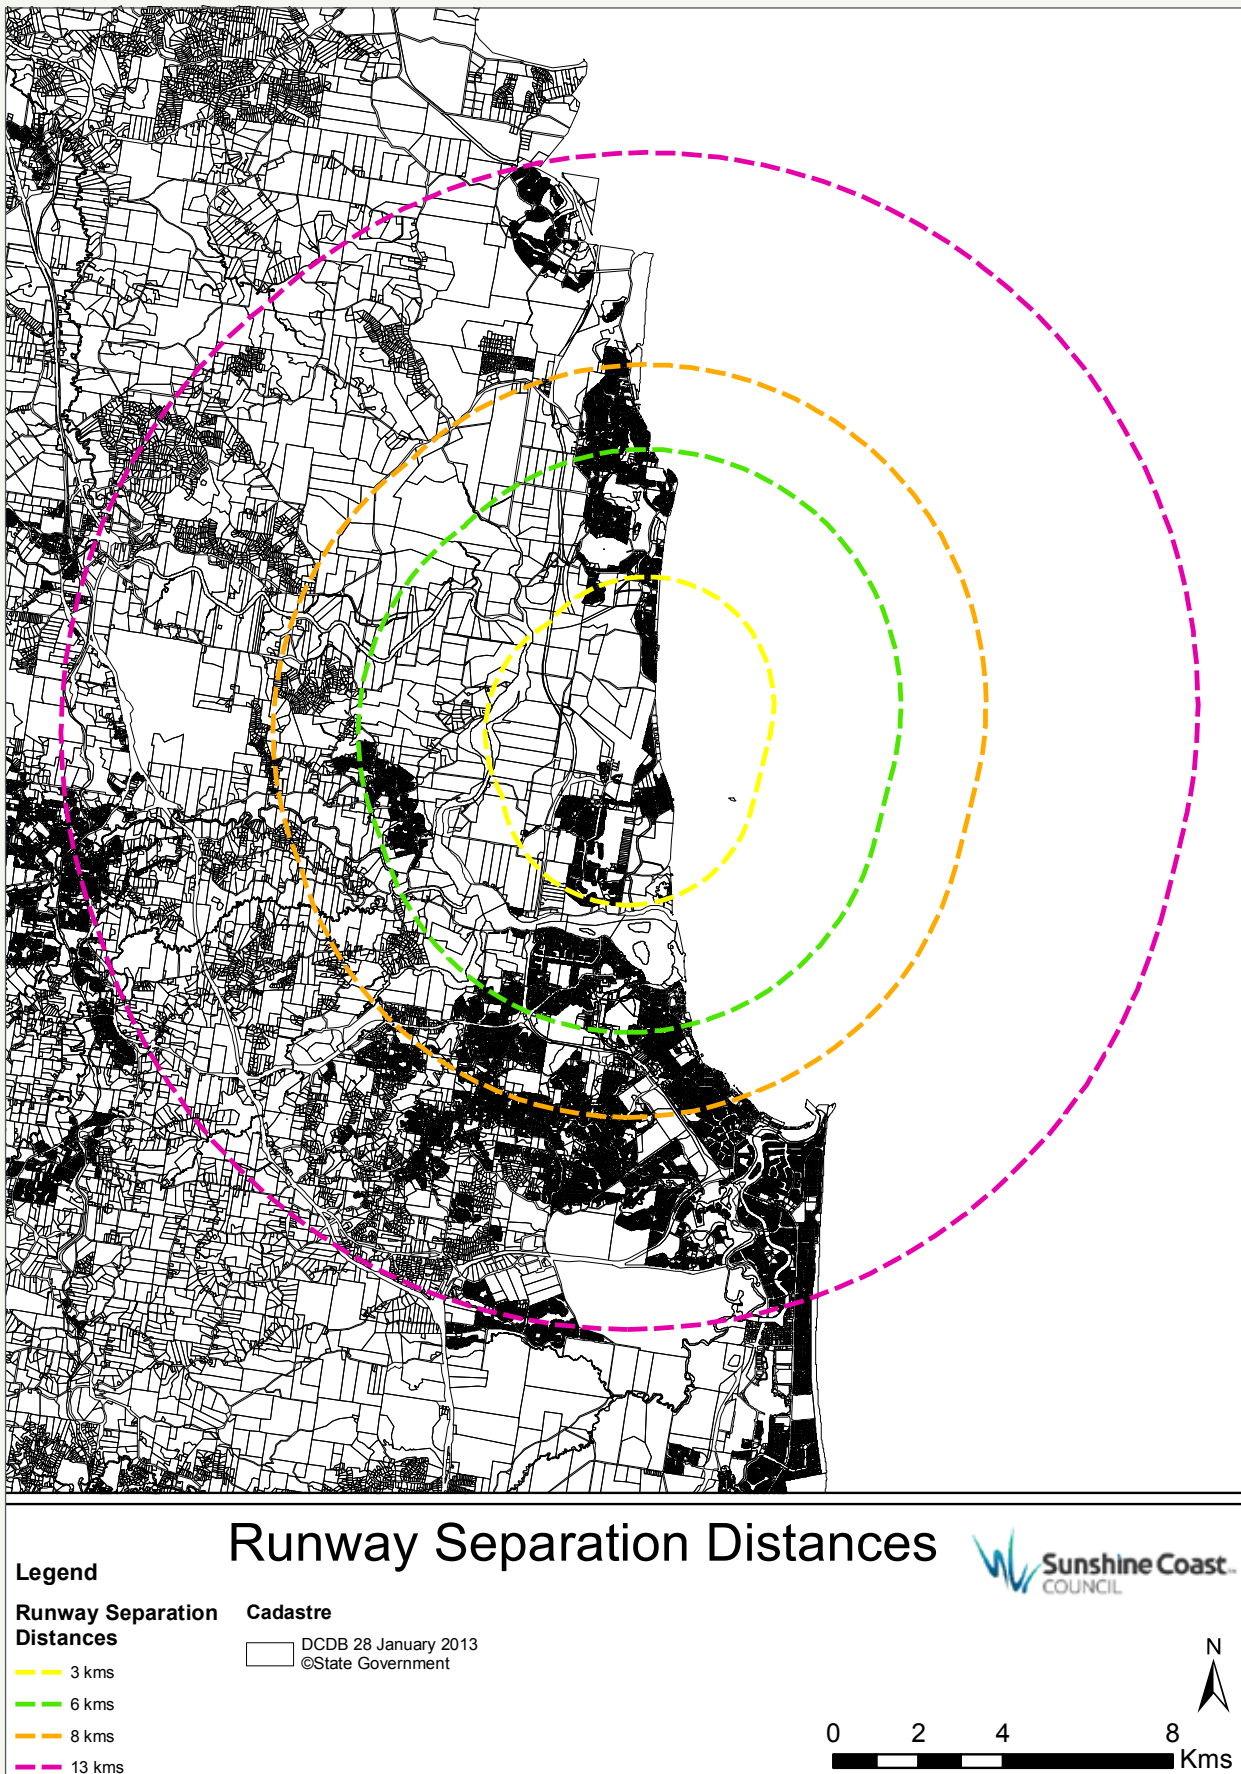 Runway Separation Distances
Sunshine Coast
COUNCIL
Legend
Runway Separation
Distances
3 kms
6 kms
8 kms
13 kms
Cadastre
DCDB 28 January 2013
©State Government
N
0 2 4 8
Kms